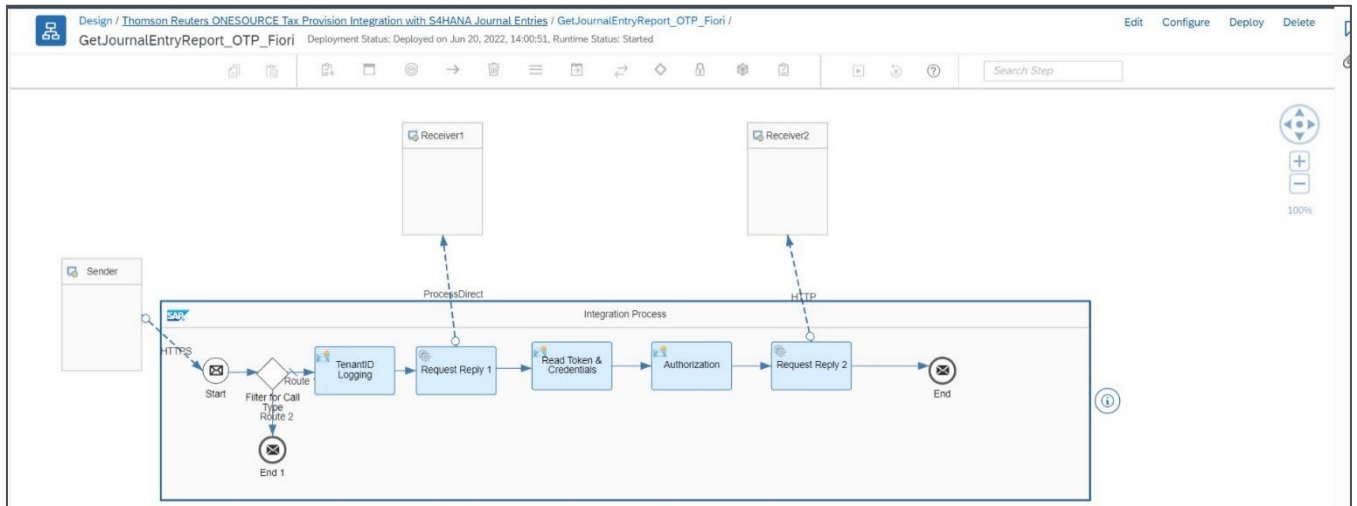 Design / Thomson Reuters ONESOURCE Tax Provision Integration with S4HANA Journal Entries / GetJournalEntryReport_OTP_Fiori /
Edit Configure Deploy Delete
GetJournalEntryReport_OTP_Fiori Deployment Status: Deployed on Jun 20, 2022, 14:00:51, Runtime Status: Started
Search Step
Receiver1
Receiver2
100%
Sender
ProcessDirect
HTTP
SAP
Integration Process
HTTPS
Start
Filter for Call
Type
Route
Route 2
TenantID
Logging
Request Reply 1
Read Token &
Credentials
Authorization
Request Reply 2
End
End 1